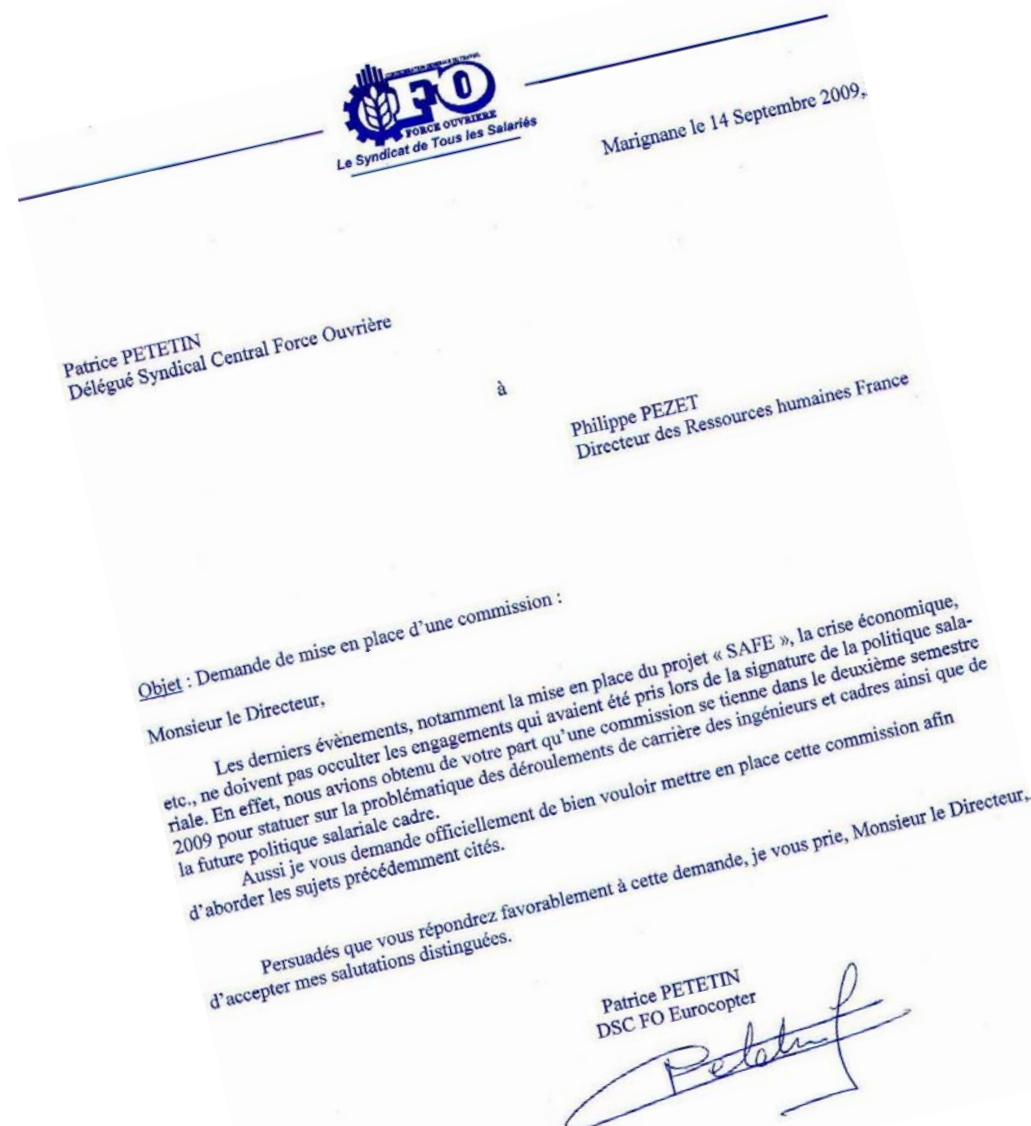 FO
FORCE OUVRIERE
Le Syndicat de Tous les Salariés
Marignane le 14 Septembre 2009,
Patrice PETETIN
Délégué Syndical Central Force Ouvrière
à
Philippe PEZET
Directeur des Ressources humaines France
Objet : Demande de mise en place d’une commission :
Monsieur le Directeur,
Les derniers évènements, notamment la mise en place du projet « SAFE », la crise économique,
etc., ne doivent pas occulter les engagements qui avaient été pris lors de la signature de la politique sala-
riale. En effet, nous avions obtenu de votre part qu’une commission se tienne dans le deuxième semestre
2009 pour statuer sur la problématique des déroulements de carrière des ingénieurs et cadres ainsi que de
la future politique salariale cadre.
Aussi je vous demande officiellement de bien vouloir mettre en place cette commission afin
d’aborder les sujets précédemment cités.
Persuadés que vous répondrez favorablement à cette demande, je vous prie, Monsieur le Directeur,
d’accepter mes salutations distinguées.
Patrice PETETIN
DSC FO Eurocopter
Petetin